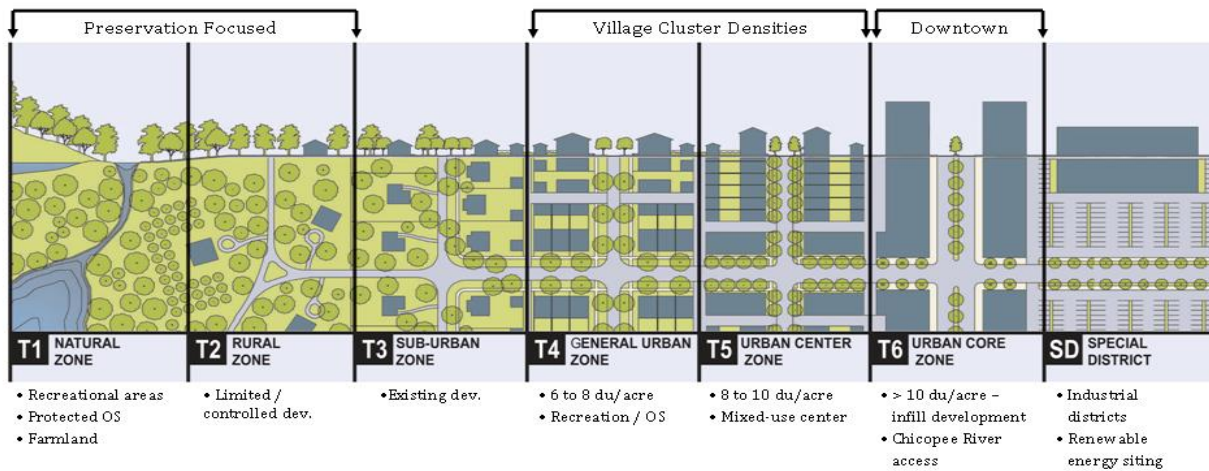 Preservation Focused
Village Cluster Densities
Downtown
T1 NATURAL
ZONE
T2 RURAL
ZONE
T3 SUB-URBAN
ZONE
T4 GENERAL URBAN
ZONE
T5 URBAN CENTER
ZONE
T6 URBAN CORE
ZONE
SD SPECIAL
DISTRICT
• Recreational areas
• Protected OS
• Farmland
• Limited /
controlled dev.
•Existing dev.
• 6 to 8 du/acre
• Recreation / OS
• 8 to 10 du/acre
• Mixed-use center
• > 10 du/acre –
infill development
• Chicopee River
access
• Industrial
districts
• Renewable
energy siting